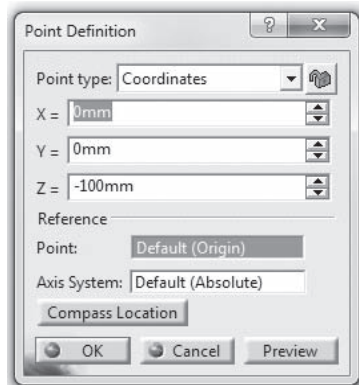 Point Definition
? X
Point type: Coordinates
X = 0mm
Y = 0mm
Z = -100mm
Reference
Point: Default (Origin)
Axis System: Default (Absolute)
Compass Location
OK Cancel Preview